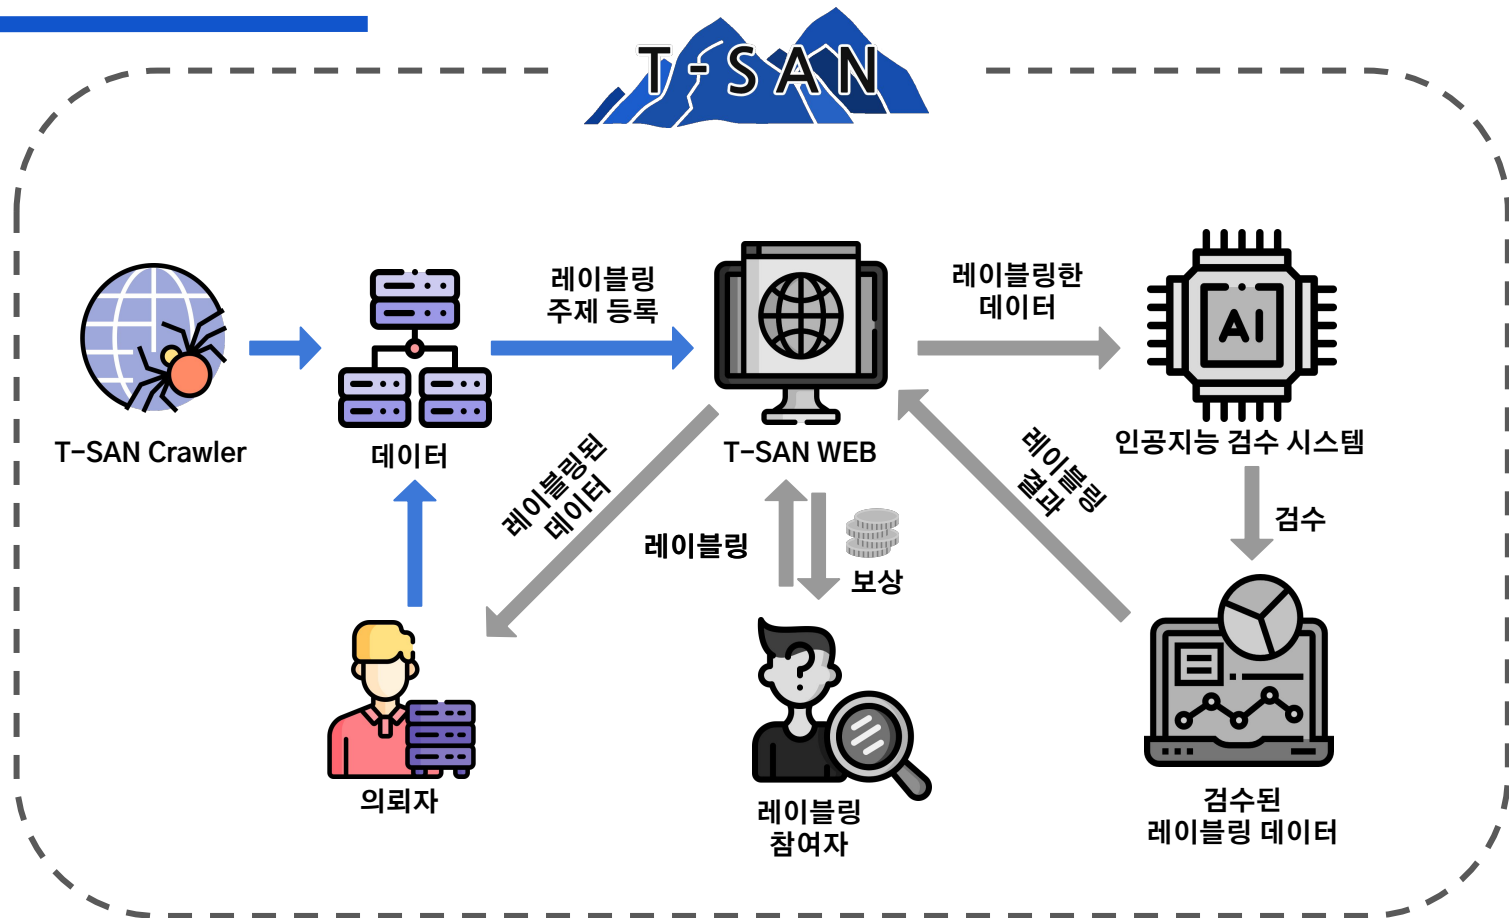 T-SAN
레이블링
주제 등록
레이블링한
데이터
AI
T-SAN Crawler
데이터
T-SAN WEB
인공지능 검수 시스템
레이블링된
데이터
레이블링
결과
검수
레이블링
보상
의뢰자
레이블링
참여자
검수된
레이블링 데이터